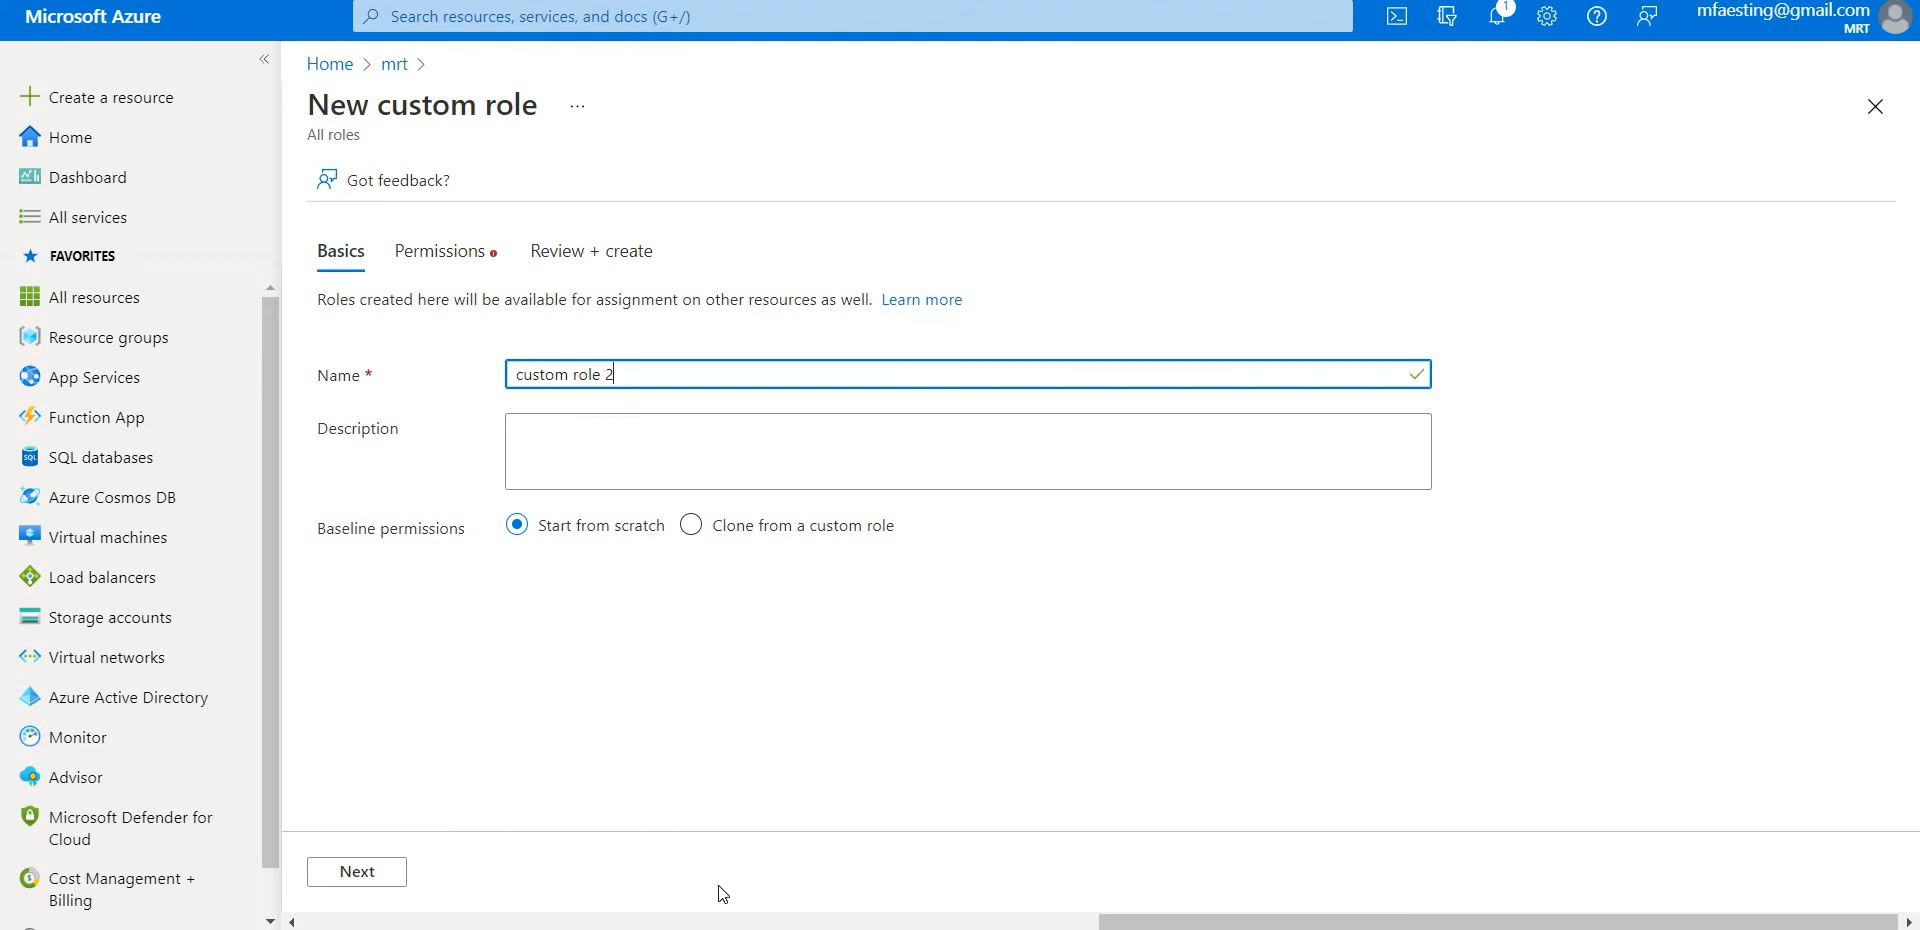 Microsoft Azure
Search resources, services, and docs (G+/)
1
mfaesting@gmail.com
MRT
Create a resource
Home
Dashboard
All services
FAVORITES
All resources
Resource groups
App Services
Function App
SQL
SQL databases
Azure Cosmos DB
Virtual machines
Load balancers
Storage accounts
Virtual networks
Azure Active Directory
Monitor
Advisor
Microsoft Defender for
Cloud
Cost Management +
Billing
Home > mrt >
New custom role ...
All roles
Got feedback?
Basics Permissions Review + create
Roles created here will be available for assignment on other resources as well. Learn more
Name * custom role 2
Description
Baseline permissions Start from scratch Clone from a custom role
Next